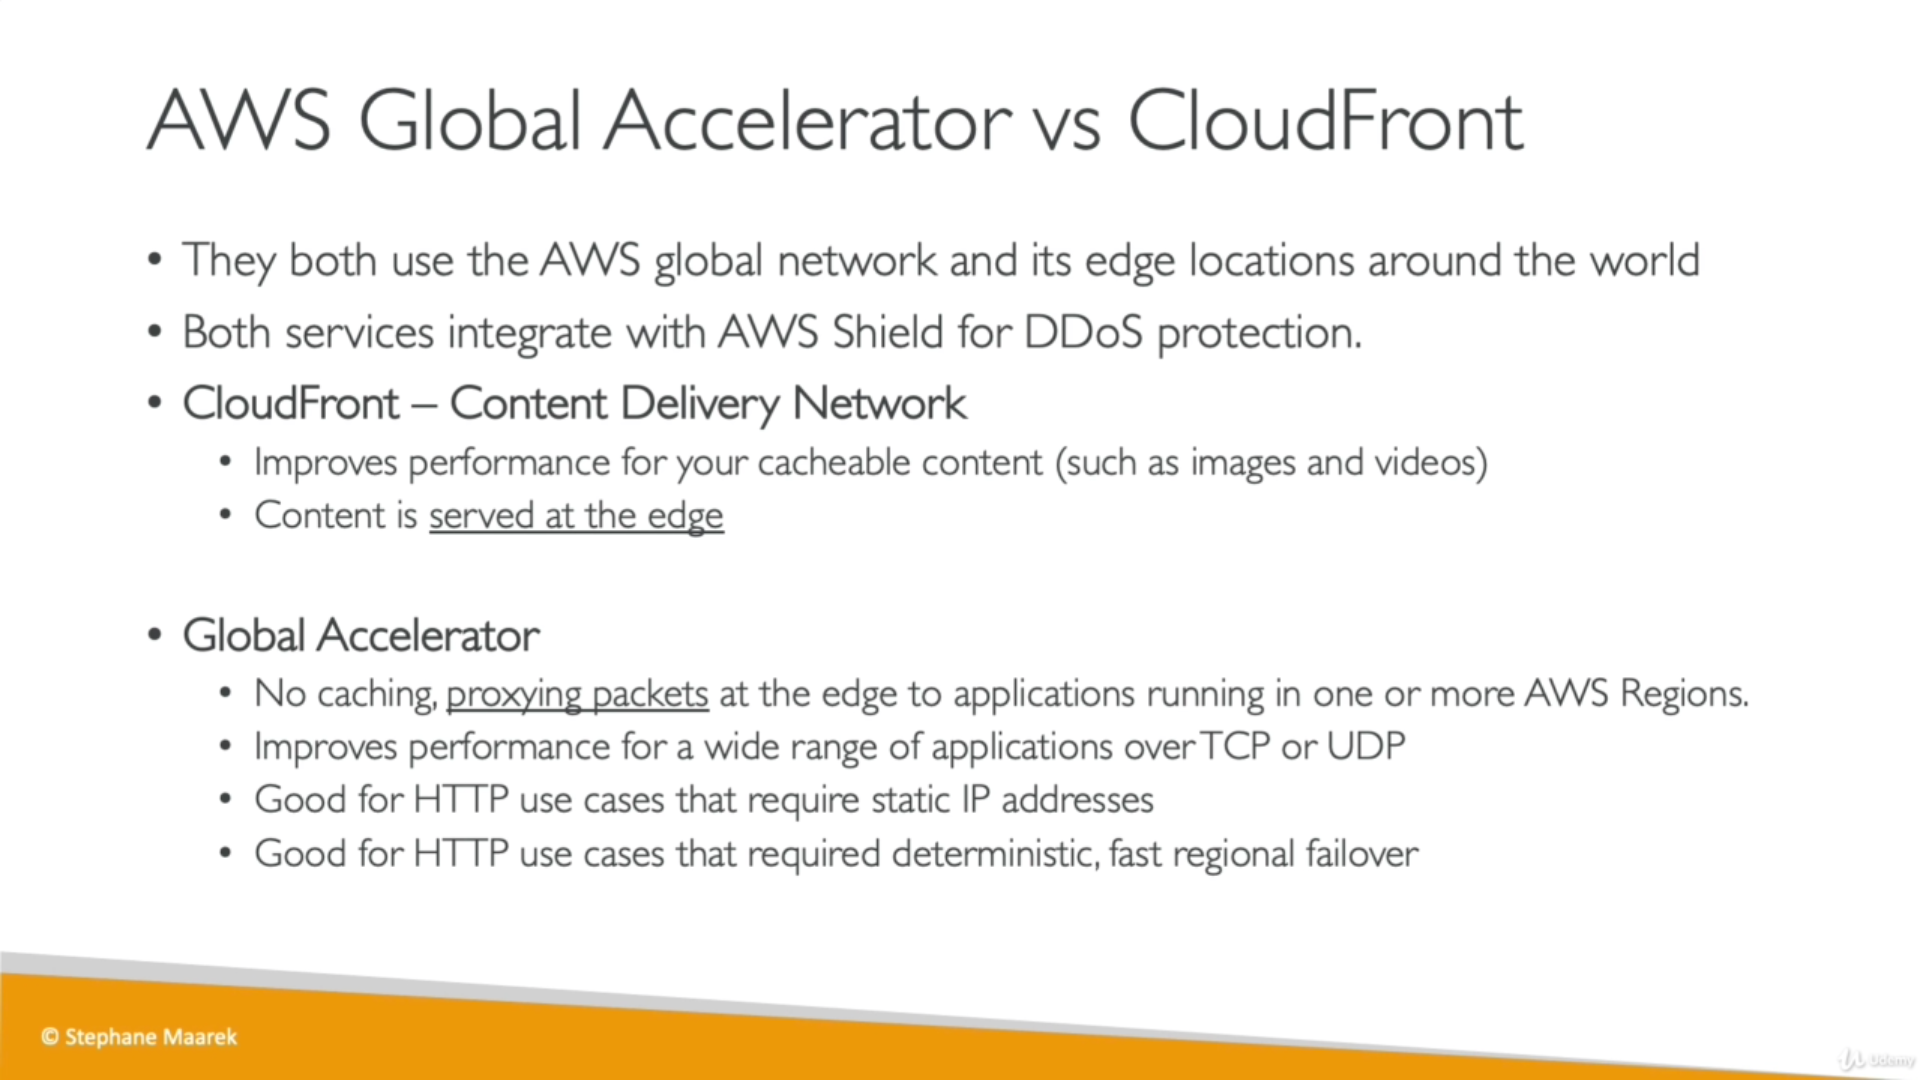 AWS Global Accelerator vs CloudFront
• They both use the AWS global network and its edge locations around the world
• Both services integrate with AWS Shield for DDoS protection.
• CloudFront – Content Delivery Network
• Improves performance for your cacheable content (such as images and videos)
• Content is served at the edge
• Global Accelerator
• No caching, proxying packets at the edge to applications running in one or more AWS Regions.
• Improves performance for a wide range of applications over TCP or UDP
• Good for HTTP use cases that require static IP addresses
• Good for HTTP use cases that required deterministic, fast regional failover
© Stephane Maarek
Udemy